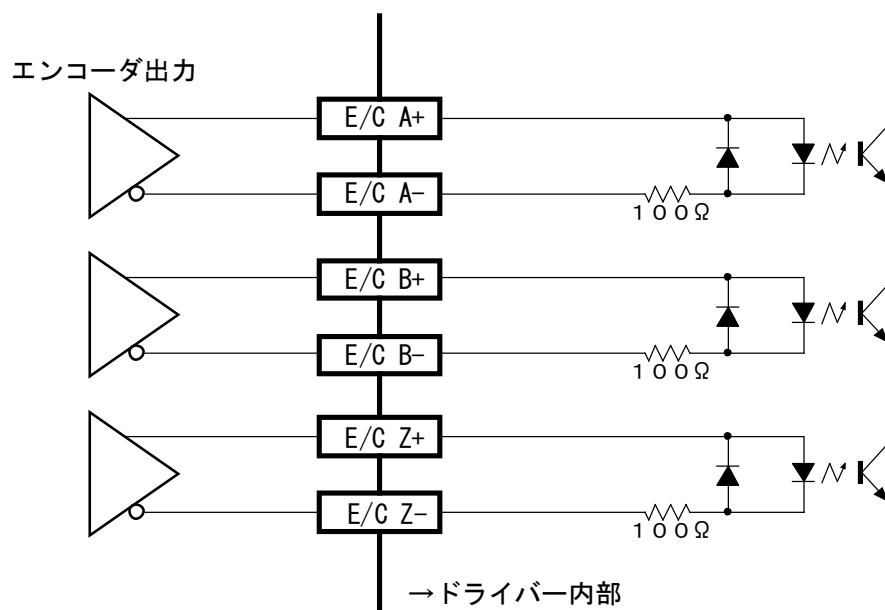 エンコーダ出力
E/C A+
E/C A-
100Ω
E/C B+
E/C B-
100Ω
E/C Z+
E/C Z-
100Ω
→ドライバー内部